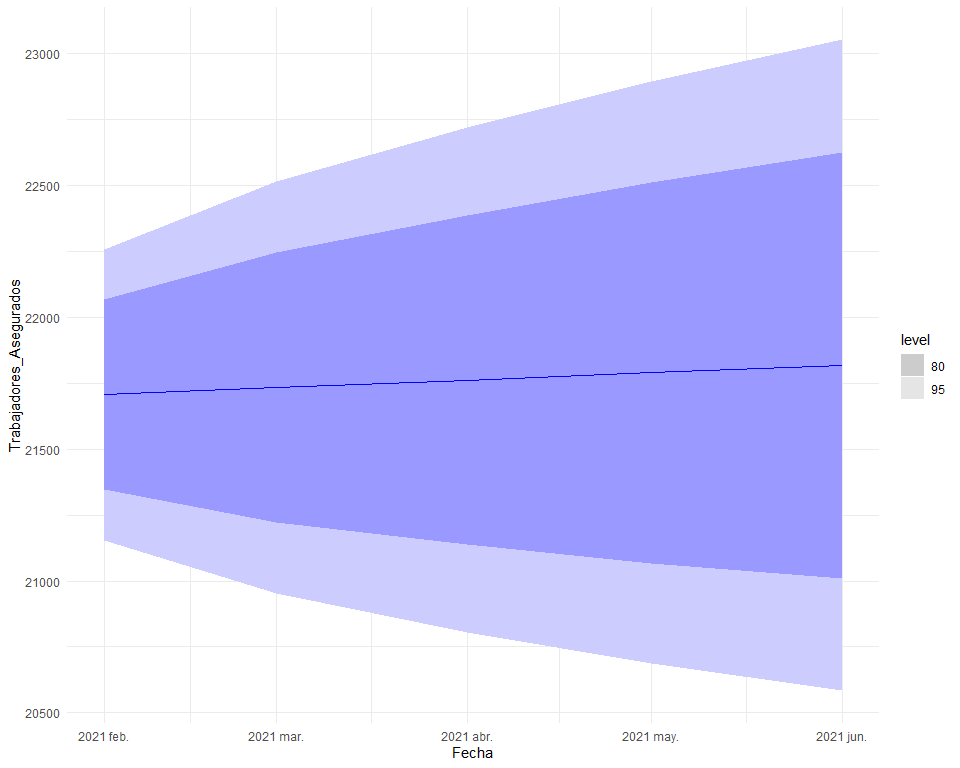 23000
22500
22000
21500
21000
20500
Trabajadores_Asegurados
2021 feb.
2021 mar.
2021 abr.
2021 may.
2021 jun.
Fecha
level
80
95